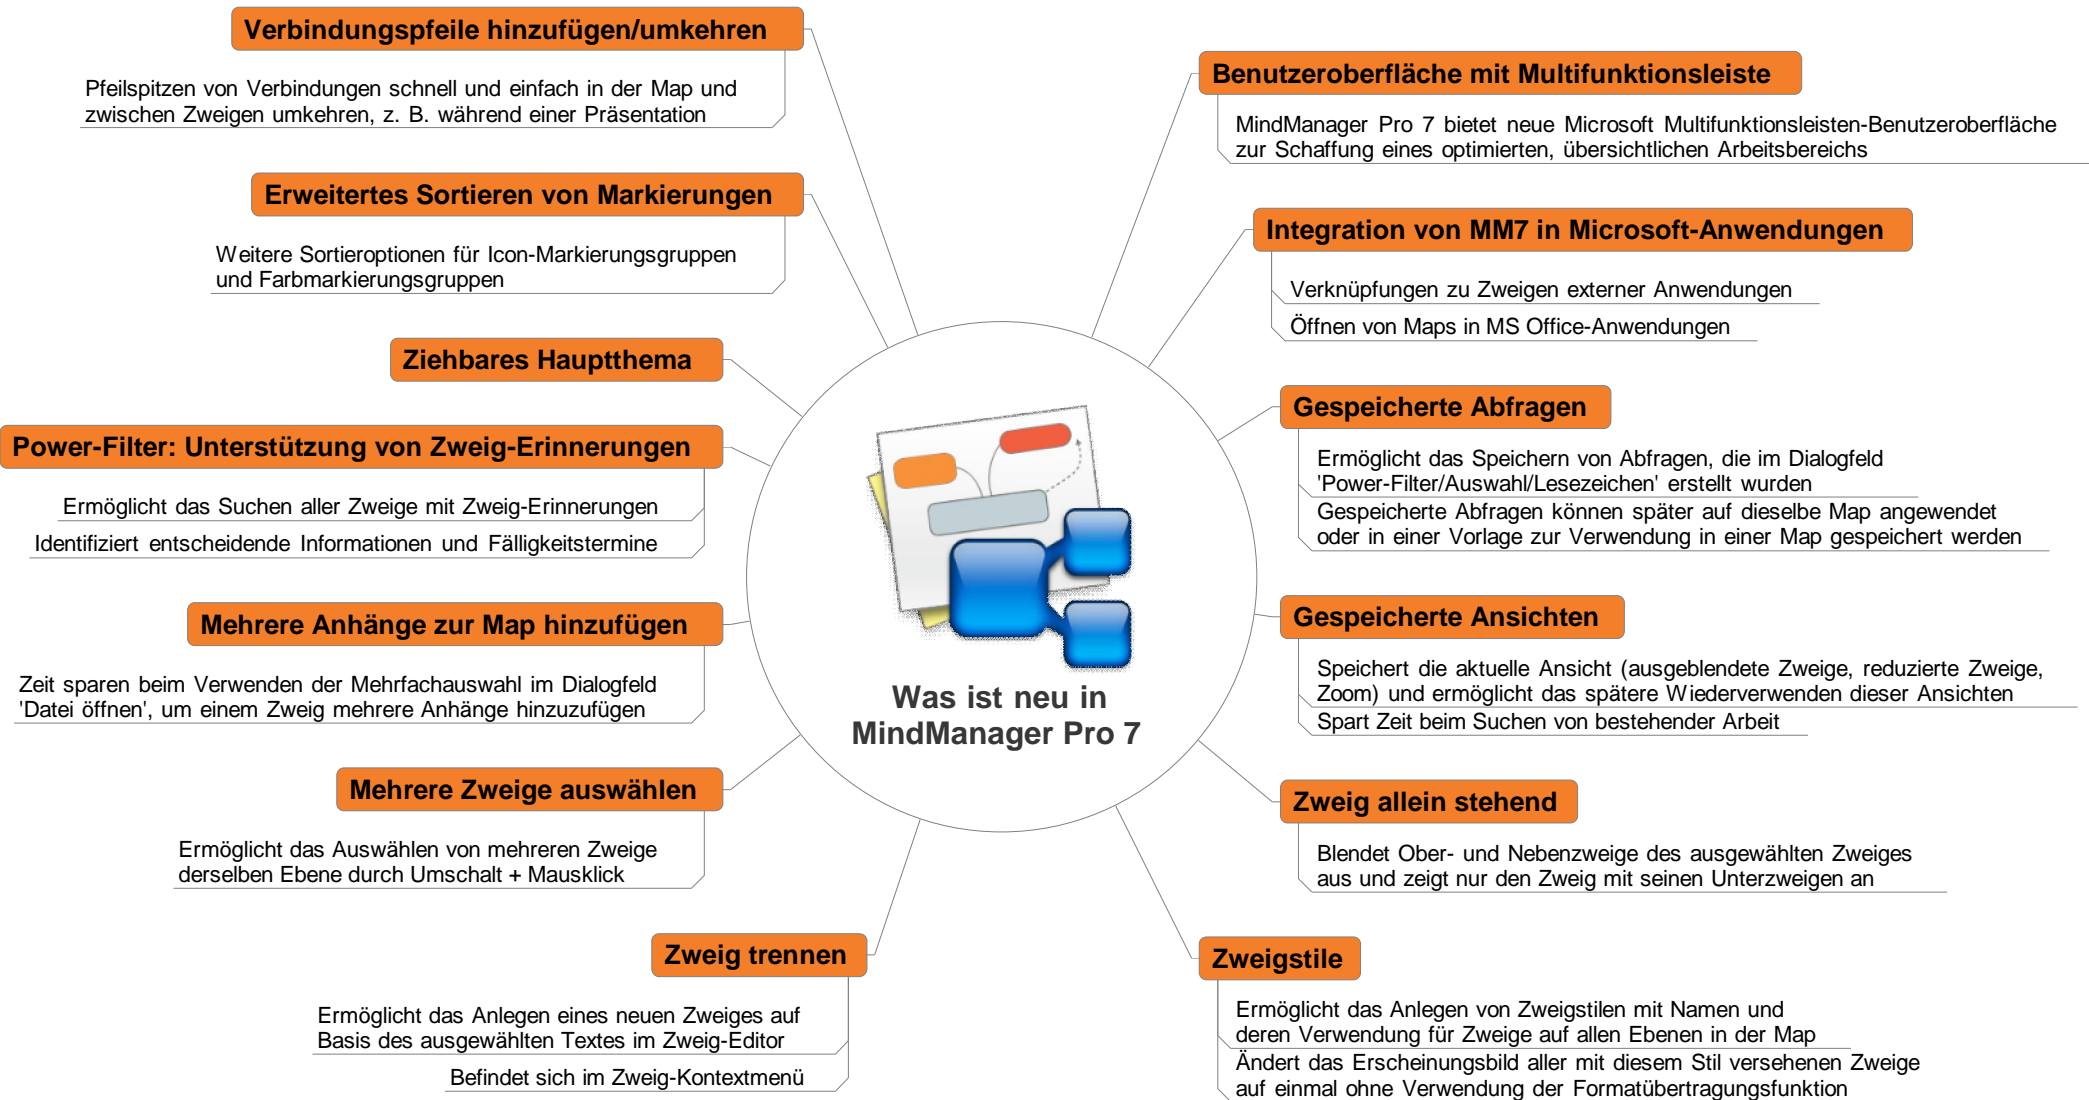 Verbindungspfeile hinzufügen/umkehren
Pfeilspitzen von Verbindungen schnell und einfach in der Map und
zwischen Zweigen umkehren, z. B. während einer Präsentation
Erweitertes Sortieren von Markierungen
Weitere Sortieroptionen für Icon-Markierungsgruppen
und Farbmarkierungsgruppen
Ziehbares Hauptthema
Power-Filter: Unterstützung von Zweig-Erinnerungen
Ermöglicht das Suchen aller Zweige mit Zweig-Erinnerungen
Identifiziert entscheidende Informationen und Fälligkeitstermine
Mehrere Anhänge zur Map hinzufügen
Zeit sparen beim Verwenden der Mehrfachauswahl im Dialogfeld
'Datei öffnen', um einem Zweig mehrere Anhänge hinzuzufügen
Mehrere Zweige auswählen
Ermöglicht das Auswählen von mehreren Zweige
derselben Ebene durch Umschalt + Mausklick
Zweig trennen
Ermöglicht das Anlegen eines neuen Zweiges auf
Basis des ausgewählten Textes im Zweig-Editor
Befindet sich im Zweig-Kontextmenü
Was ist neu in
MindManager Pro 7
Benutzeroberfläche mit Multifunktionsleiste
MindManager Pro 7 bietet neue Microsoft Multifunktionsleisten-Benutzeroberfläche
zur Schaffung eines optimierten, übersichtlichen Arbeitsbereichs
Integration von MM7 in Microsoft-Anwendungen
Verknüpfungen zu Zweigen externer Anwendungen
Öffnen von Maps in MS Office-Anwendungen
Gespeicherte Abfragen
Ermöglicht das Speichern von Abfragen, die im Dialogfeld
'Power-Filter/Auswahl/Lesezeichen' erstellt wurden
Gespeicherte Abfragen können später auf dieselbe Map angewendet
oder in einer Vorlage zur Verwendung in einer Map gespeichert werden
Gespeicherte Ansichten
Speichert die aktuelle Ansicht (ausgeblendete Zweige, reduzierte Zweige,
Zoom) und ermöglicht das spätere Wiederverwenden dieser Ansichten
Spart Zeit beim Suchen von bestehender Arbeit
Zweig allein stehend
Blendet Ober- und Nebenzweige des ausgewählten Zweiges
aus und zeigt nur den Zweig mit seinen Unterzweigen an
Zweigstile
Ermöglicht das Anlegen von Zweigstilen mit Namen und
deren Verwendung für Zweige auf allen Ebenen in der Map
Ändert das Erscheinungsbild aller mit diesem Stil versehenen Zweige
auf einmal ohne Verwendung der Formatübertragungsfunktion